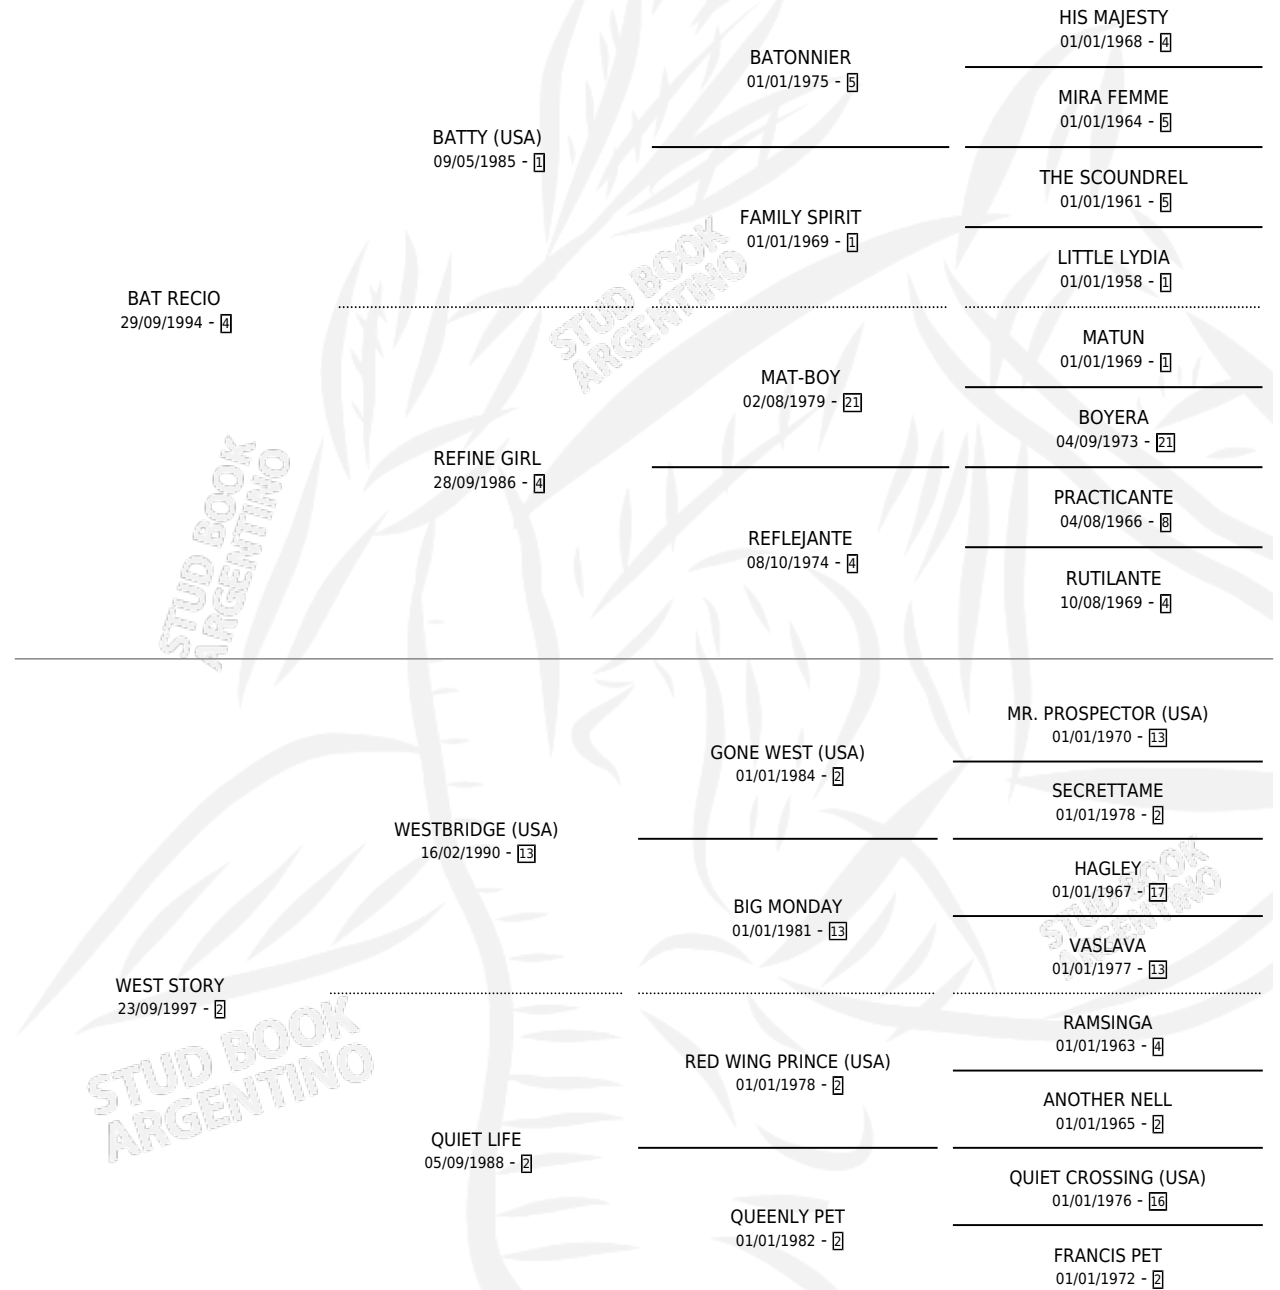 HIS MAJESTY
01/01/1968 - 4
BATONNIER
01/01/1975 - 5
MIRA FEMME
01/01/1964 - 5
BATTY (USA)
09/05/1985 - 1
THE SCOUNDREL
01/01/1961 - 5
FAMILY SPIRIT
01/01/1969 - 1
LITTLE LYDIA
01/01/1958 - 1
BAT RECIO
29/09/1994 - 4
MATUN
01/01/1969 - 1
MAT-BOY
02/08/1979 - 21
BOYERA
04/09/1973 - 21
REFINE GIRL
28/09/1986 - 4
PRACTICANTE
04/08/1966 - 8
REFLEJANTE
08/10/1974 - 4
RUTILANTE
10/08/1969 - 4
MR. PROSPECTOR (USA)
01/01/1970 - 13
GONE WEST (USA)
01/01/1984 - 2
SECRETTAME
01/01/1978 - 2
WESTBRIDGE (USA)
16/02/1990 - 13
HAGLEY
01/01/1967 - 17
BIG MONDAY
01/01/1981 - 13
VASLAVA
01/01/1977 - 13
WEST STORY
23/09/1997 - 2
RAMSINGA
01/01/1963 - 4
RED WING PRINCE (USA)
01/01/1978 - 2
ANOTHER NELL
01/01/1965 - 2
QUIET LIFE
05/09/1988 - 2
QUIET CROSSING (USA)
01/01/1976 - 16
QUEENLY PET
01/01/1982 - 2
FRANCIS PET
01/01/1972 - 2
STUD BOOK
ARGENTINO
STUD BOOK
ARGENTINO
STUD BOOK
ARGENTINO
STUD BOOK
ARGENTINO